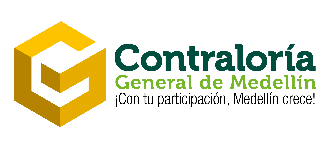 Contraloría
General de Medellín
¡Con tu participación, Medellín crece!